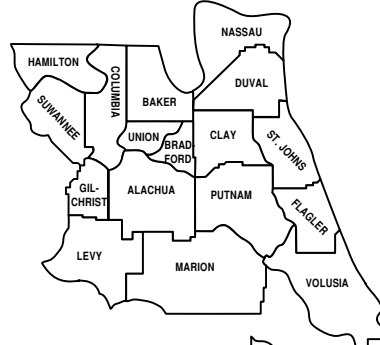 NASSAU
HAMILTON
DUVAL
COLUMBIA
BAKER
SUWANNEE
UNION
CLAY
BRAD-
FORD
ST. JOHNS
GIL-
CHRIST
ALACHUA
PUTNAM
FLAGLER
LEVY
MARION
VOLUSIA